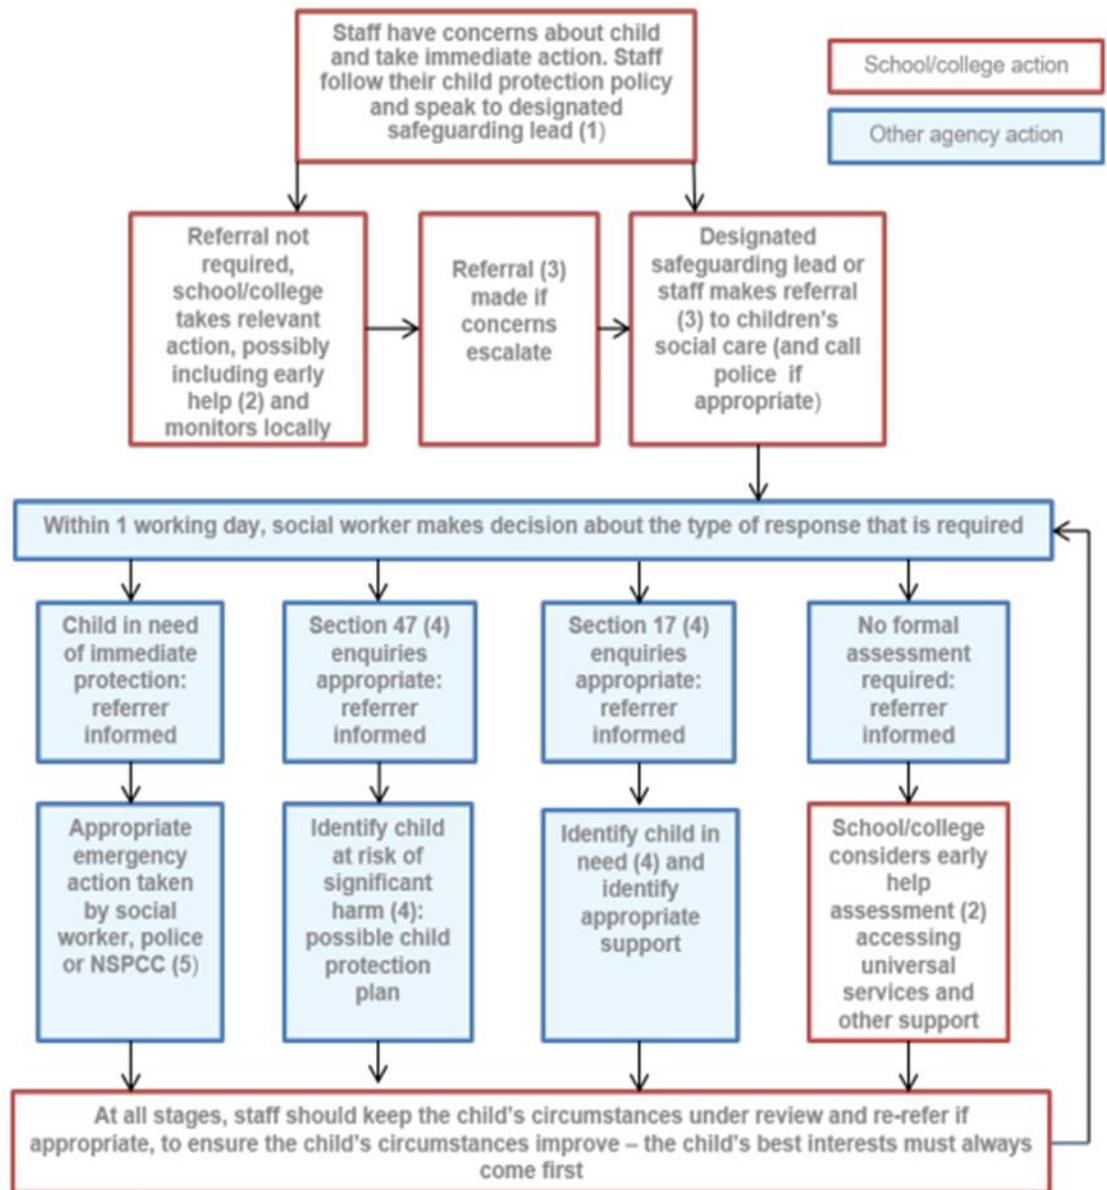 Staff have concerns about child
and take immediate action. Staff
follow their child protection policy
and speak to designated
safeguarding lead (1)
School/college action
Other agency action
Referral not
required,
school/college
takes relevant
action, possibly
including early
help (2) and
monitors locally
Referral (3)
made if
concerns
escalate
Designated
safeguarding lead or
staff makes referral
(3) to children's
social care (and call
police if
appropriate)
Within 1 working day, social worker makes decision about the type of response that is required
Child in need
of immediate
protection:
referrer
informed
Section 47 (4)
enquiries
appropriate:
referrer
informed
Section 17 (4)
enquiries
appropriate:
referrer
informed
No formal
assessment
required:
referrer
informed
Appropriate
emergency
action taken
by social
worker, police
or NSPCC (5)
Identify child
at risk of
significant
harm (4):
possible child
protection
plan
Identify child in
need (4) and
identify
appropriate
support
School/college
considers early
help
assessment (2)
accessing
universal
services and
other support
At all stages, staff should keep the child's circumstances under review and re-refer if
appropriate, to ensure the child's circumstances improve – the child's best interests must always
come first